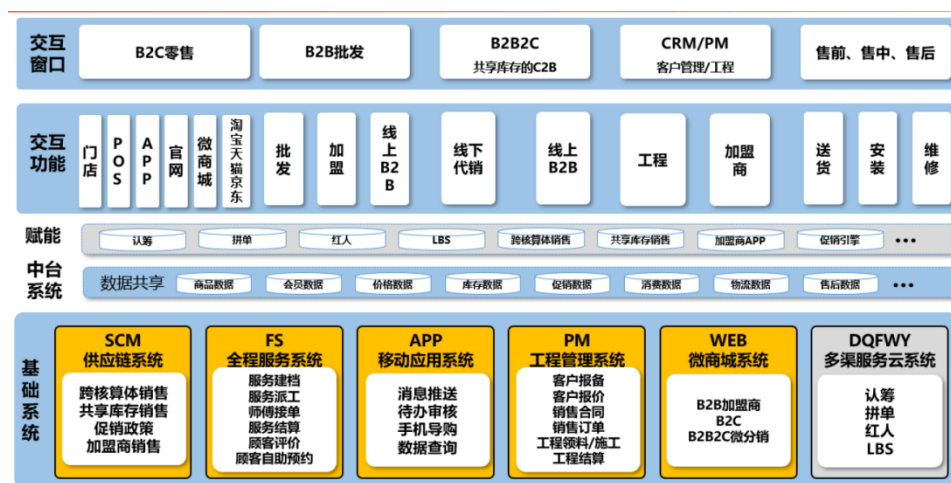 交互
窗口
B2C零售
B2B批发
B2B2C
共享库存的C2B
CRM/PM
客户管理/工程
售前、售中、售后
交互
功能
门店
POS
APP
官网
微商城
淘宝天猫京东
批发
加盟
线上B2B
线下
代销
线上
B2B
工程
加盟
商
送货
安装
维修
赋能
认筹
拼单
红人
LBS
跨核算体销售
共享库存销售
加盟商APP
促销引擎
•••
中台
系统
数据共享
商品数据
会员数据
价格数据
库存数据
促销数据
消费数据
物流数据
售后数据
•••
基础系统
SCM
供应链系统
跨核算体销售
共享库存销售
促销政策
加盟商销售
FS
全程服务系统
服务建档
服务派工
师傅接单
服务结算
顾客评价
顾客自助预约
APP
移动应用系统
消息推送
待办审核
手机导购
数据查询
PM
工程管理系统
客户报备
客户报价
销售合同
销售订单
工程领料/施工
工程结算
WEB
微商城系统
B2B加盟商
B2C
B2B2C微分销
DQFWY
多渠服务云系统
认筹
拼单
红人
LBS